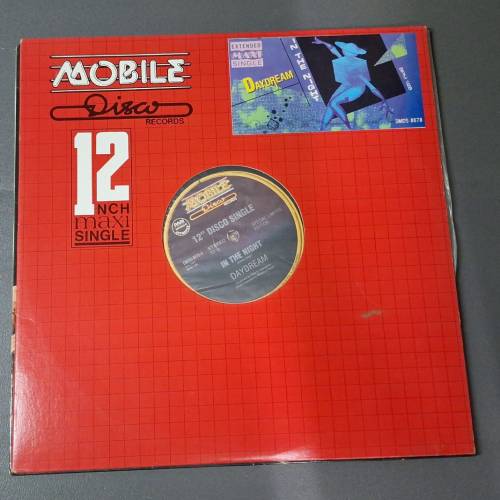 MOBILE
Disco
RECORDS
12
INCH
maxi
SINGLE
EXTENDED
MAXI
SINGLE
DAYDREAM
IN THE NIGHT
MOBILE
Disco
12" DISCO SINGLE
IN THE NIGHT
DAYDREAM